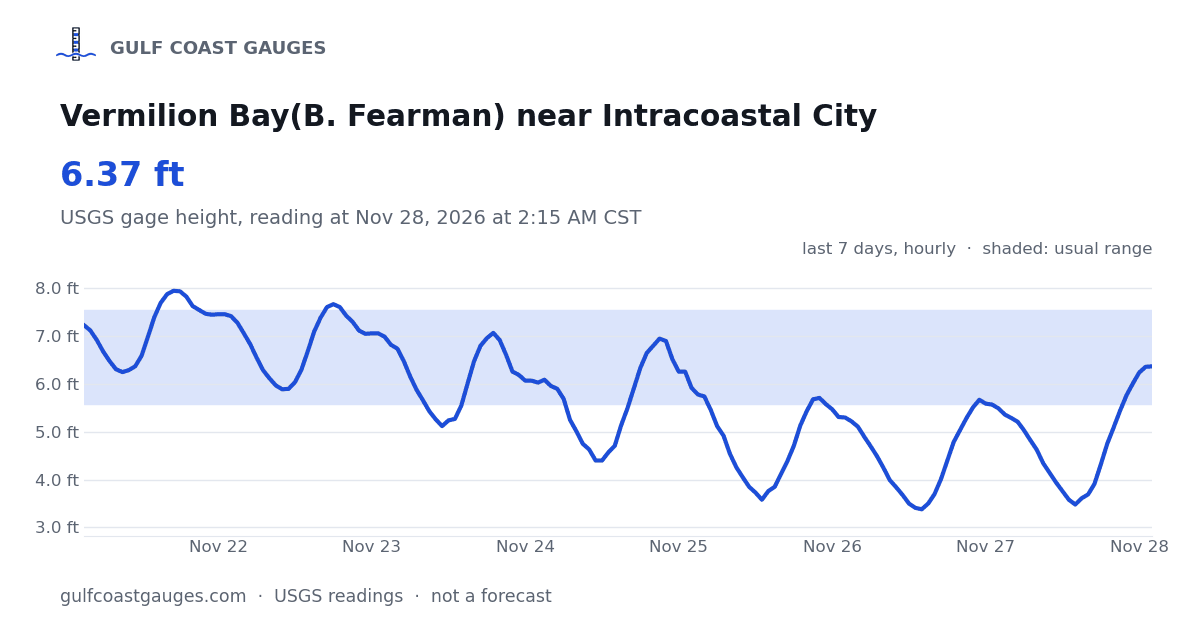 GULF COAST GAUGES
Vermilion Bay(B. Fearman) near Intracoastal City
6.37 ft
USGS gage height, reading at Nov 28, 2026 at 2:15 AM CST
last 7 days, hourly · shaded: usual range
8.0 ft
7.0 ft
6.0 ft
5.0 ft
4.0 ft
3.0 ft
Nov 22 Nov 23 Nov 24 Nov 25 Nov 26 Nov 27 Nov 28
gulfcoastgauges.com · USGS readings · not a forecast